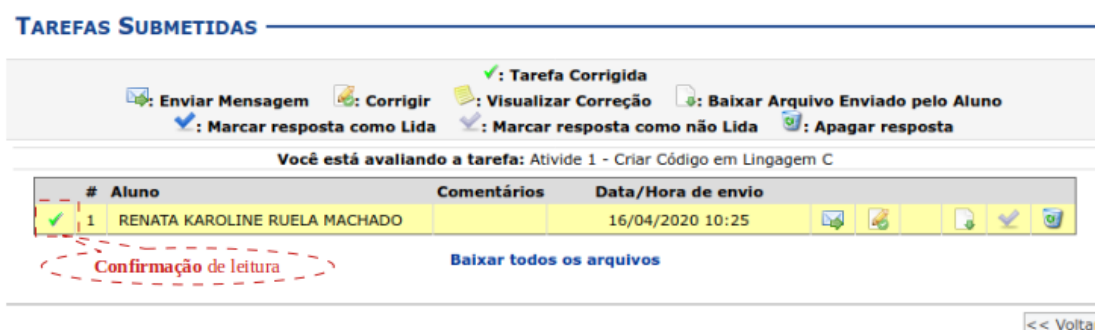 TAREFAS SUBMETIDAS
: Tarefa Corrigida
: Enviar Mensagem : Corrigir : Visualizar Correção : Baixar Arquivo Enviado pelo Aluno
: Marcar resposta como Lida : Marcar resposta como não Lida : Apagar resposta
Você está avaliando a tarefa: Ativide 1 - Criar Código em Lingagem C
# Aluno Comentários Data/Hora de envio
1 RENATA KAROLINE RUELA MACHADO 16/04/2020 10:25
Confirmação de leitura
Baixar todos os arquivos
<< Volta